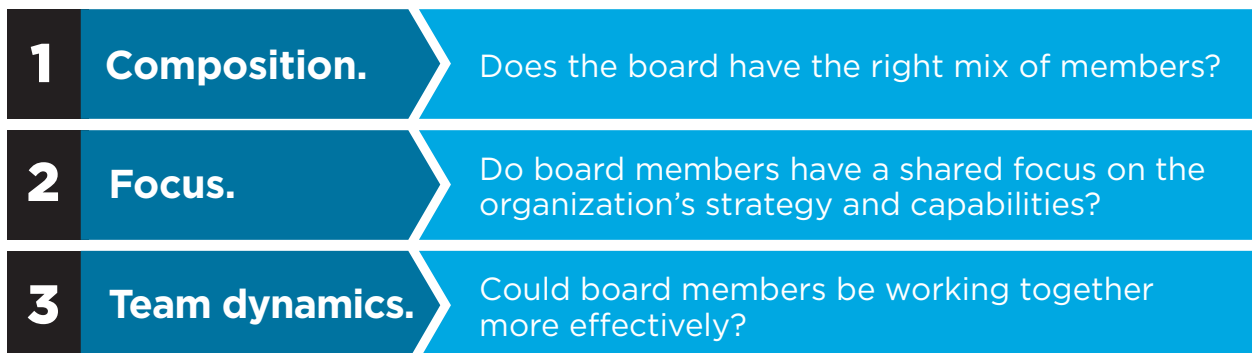 1 Composition. Does the board have the right mix of members?
2 Focus. Do board members have a shared focus on the
organization’s strategy and capabilities?
3 Team dynamics. Could board members be working together
more effectively?